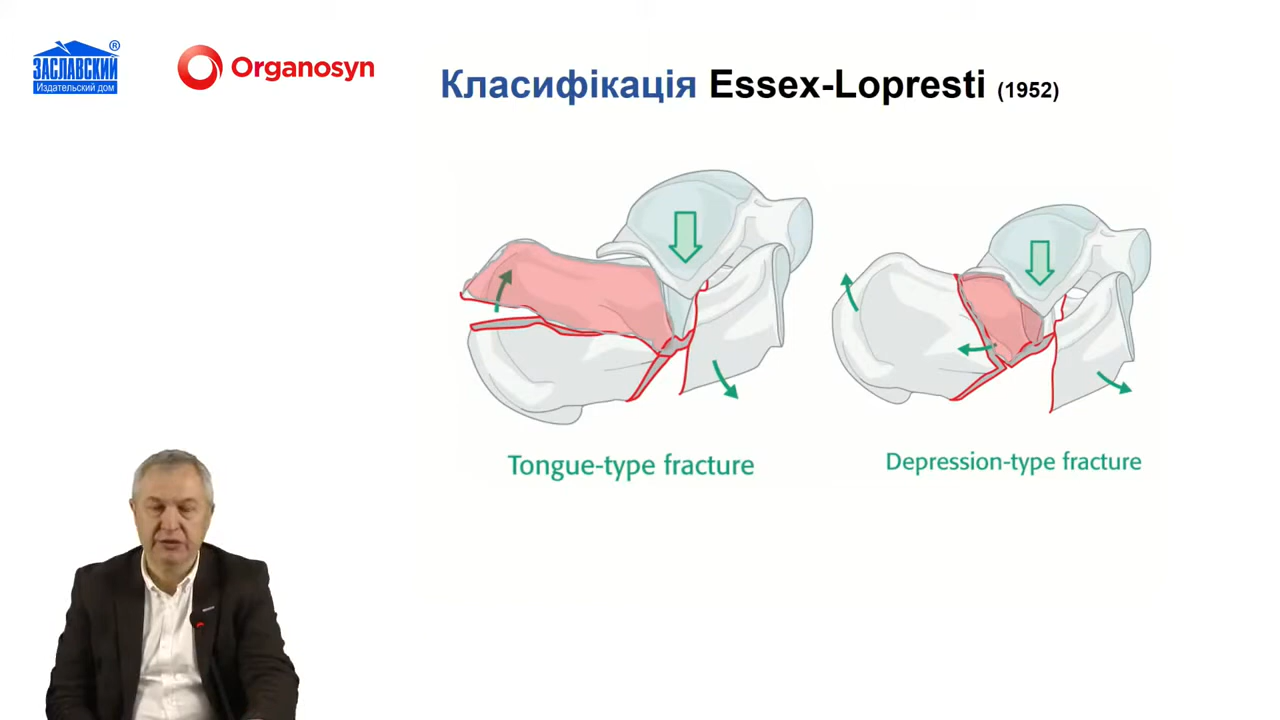 ЗАСЛАВСКИЙ®
Издательский дом
Organosyn
Класифікація Essex-Lopresti (1952)
Tongue-type fracture
Depression-type fracture